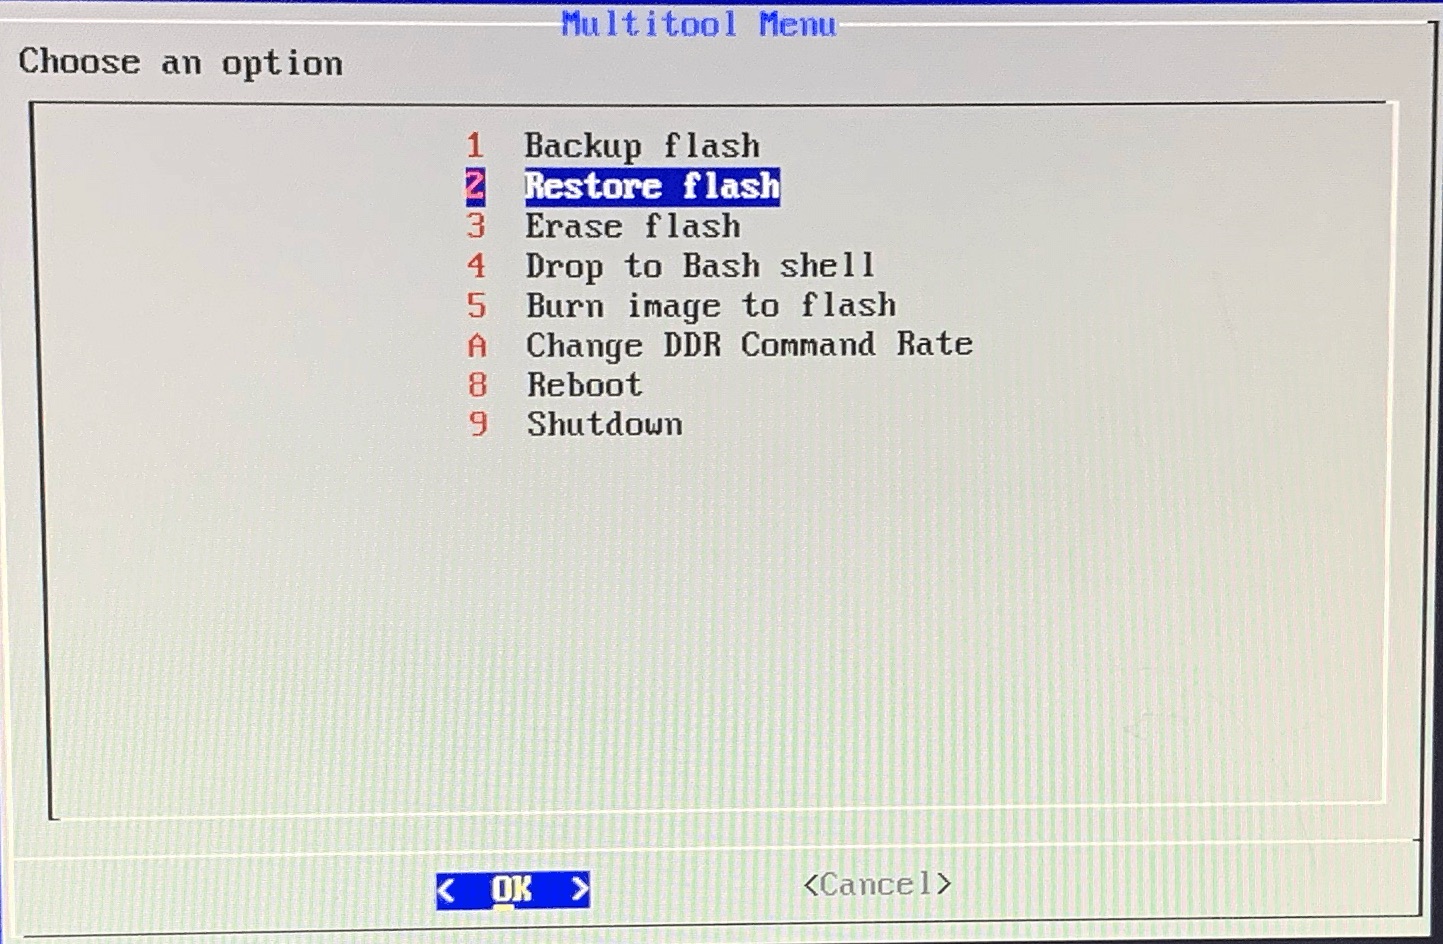 Multitool Menu
Choose an option
1 Backup flash
2 Restore flash
3 Erase flash
4 Drop to Bash shell
5 Burn image to flash
A Change DDR Command Rate
8 Reboot
9 Shutdown
< OK > <Cancel>